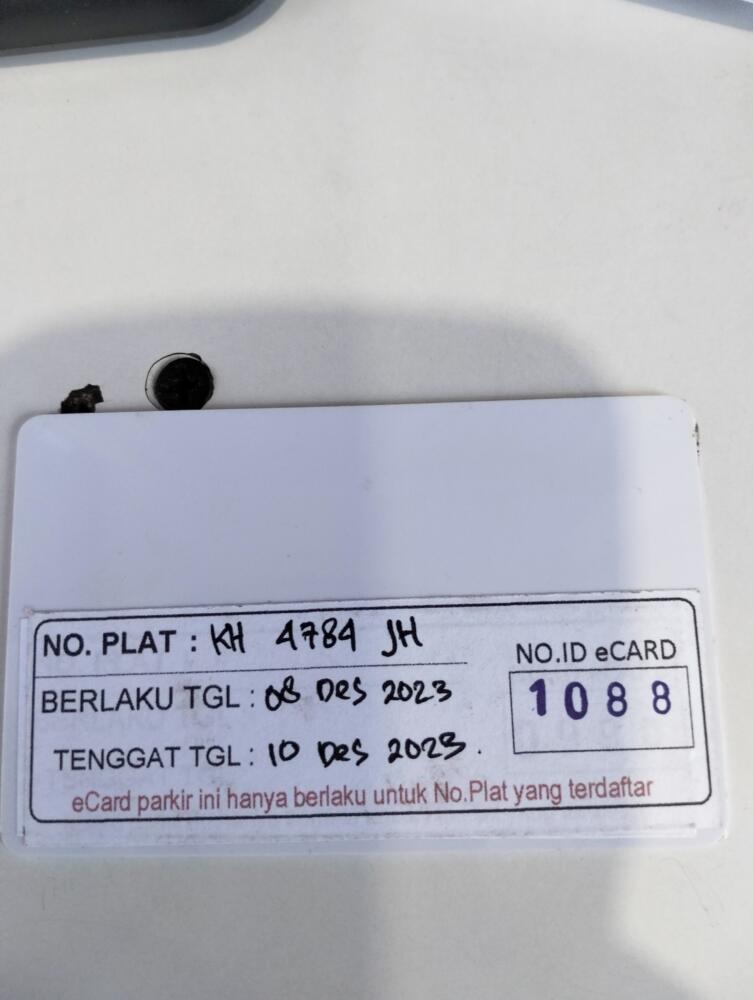 NO. PLAT : KH 4784 JH
BERLAKU TGL : 08 Des 2023
TENGGAT TGL : 10 Des 2023.
NO.ID eCARD
1088
eCard parkir ini hanya berlaku untuk No.Plat yang terdaftar